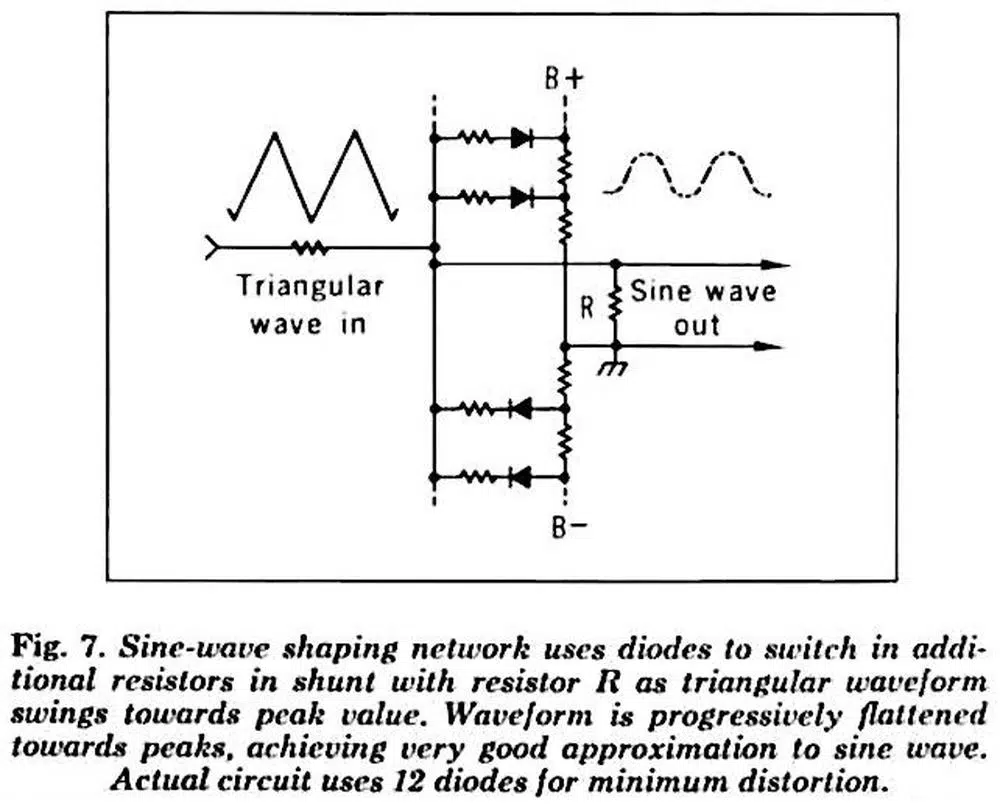 B+
Triangular
wave in
R
Sine wave
out
B−
Fig. 7. Sine-wave shaping network uses diodes to switch in addi-
tional resistors in shunt with resistor R as triangular waveform
swings towards peak value. Waveform is progressively flattened
towards peaks, achieving very good approximation to sine wave.
Actual circuit uses 12 diodes for minimum distortion.